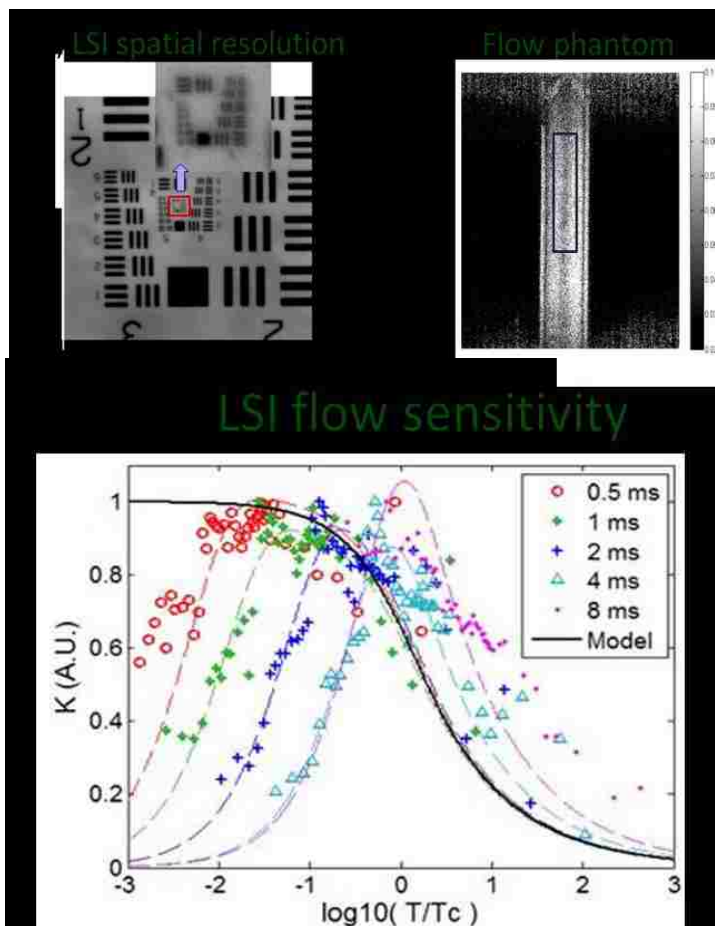 LSI spatial resolution
Flow phantom
LSI flow sensitivity
0.5 ms
1 ms
2 ms
4 ms
8 ms
Model
K (A.U.)
1
0.8
0.6
0.4
0.2
0
-3 -2 -1 0 1 2 3
log10( T/Tc )